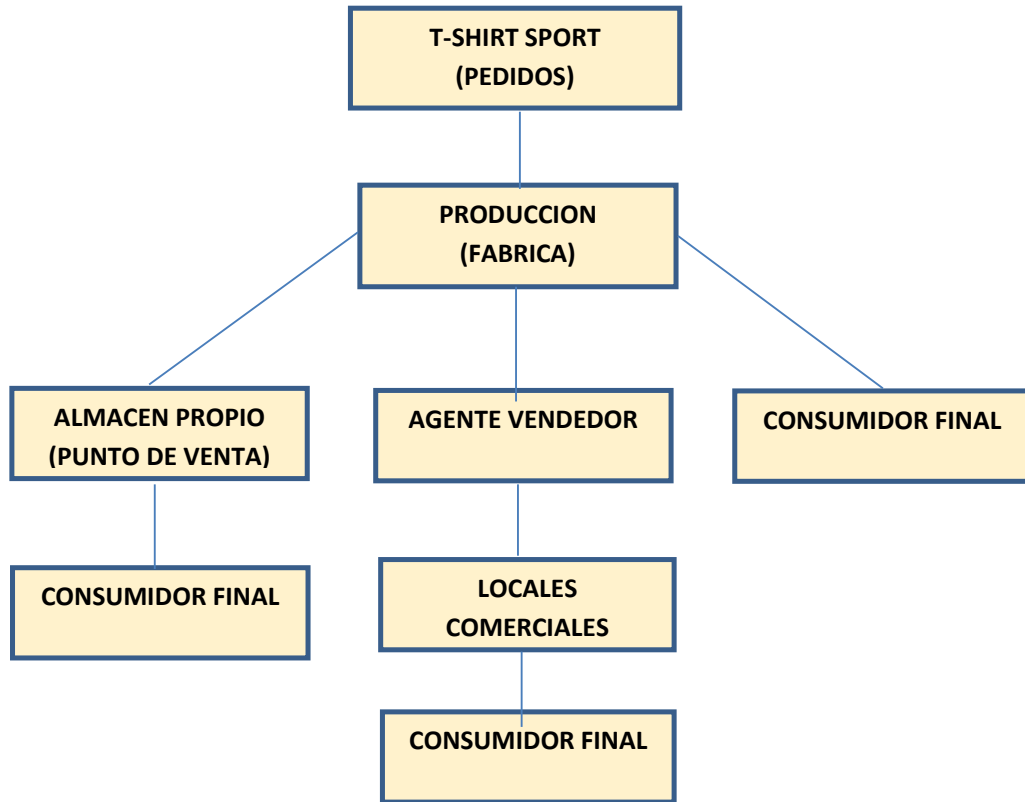 T-SHIRT SPORT
(PEDIDOS)
PRODUCCION
(FABRICA)
ALMACEN PROPIO
(PUNTO DE VENTA)
AGENTE VENDEDOR
CONSUMIDOR FINAL
CONSUMIDOR FINAL
LOCALES
COMERCIALES
CONSUMIDOR FINAL